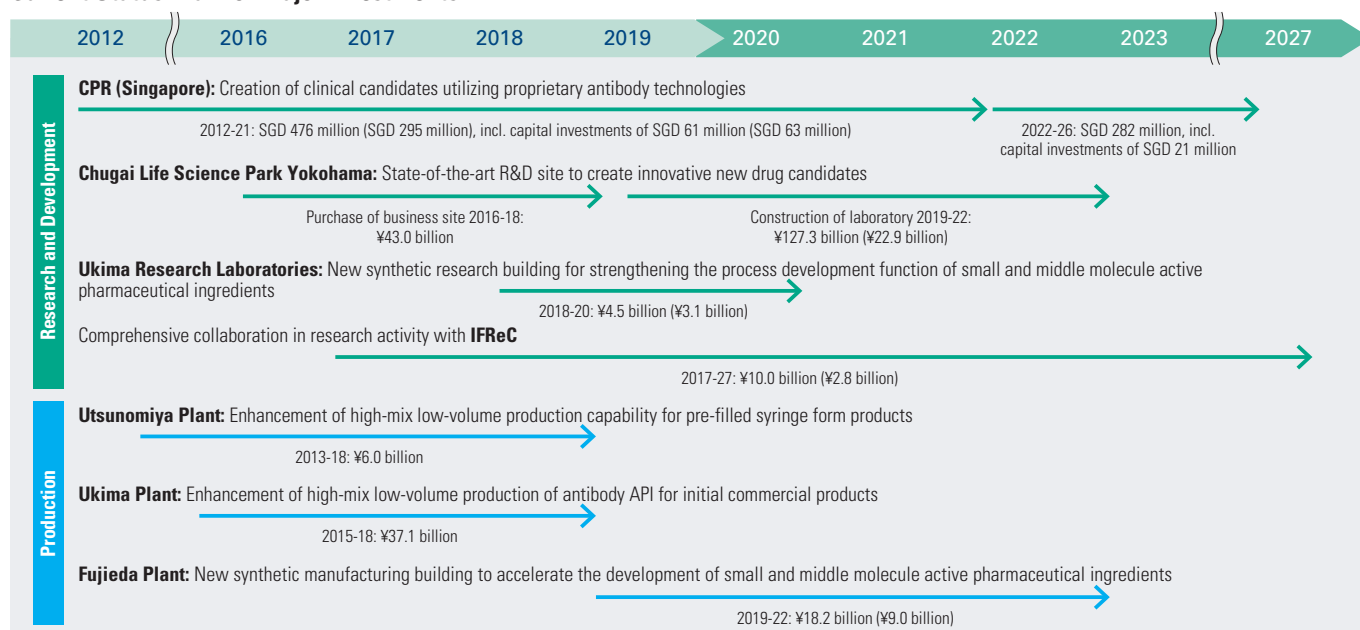 2012 2016 2017 2018 2019 2020 2021 2022 2023 2027
Research and Development
CPR (Singapore): Creation of clinical candidates utilizing proprietary antibody technologies
2012-21: SGD 476 million (SGD 295 million), incl. capital investments of SGD 61 million (SGD 63 million)
2022-26: SGD 282 million, incl.
capital investments of SGD 21 million
Chugai Life Science Park Yokohama: State-of-the-art R&D site to create innovative new drug candidates
Purchase of business site 2016-18:
¥43.0 billion
Construction of laboratory 2019-22:
¥127.3 billion (¥22.9 billion)
Ukima Research Laboratories: New synthetic research building for strengthening the process development function of small and middle molecule active
pharmaceutical ingredients
2018-20: ¥4.5 billion (¥3.1 billion)
Comprehensive collaboration in research activity with IFReC
2017-27: ¥10.0 billion (¥2.8 billion)
Production
Utsunomiya Plant: Enhancement of high-mix low-volume production capability for pre-filled syringe form products
2013-18: ¥6.0 billion
Ukima Plant: Enhancement of high-mix low-volume production of antibody API for initial commercial products
2015-18: ¥37.1 billion
Fujieda Plant: New synthetic manufacturing building to accelerate the development of small and middle molecule active pharmaceutical ingredients
2019-22: ¥18.2 billion (¥9.0 billion)